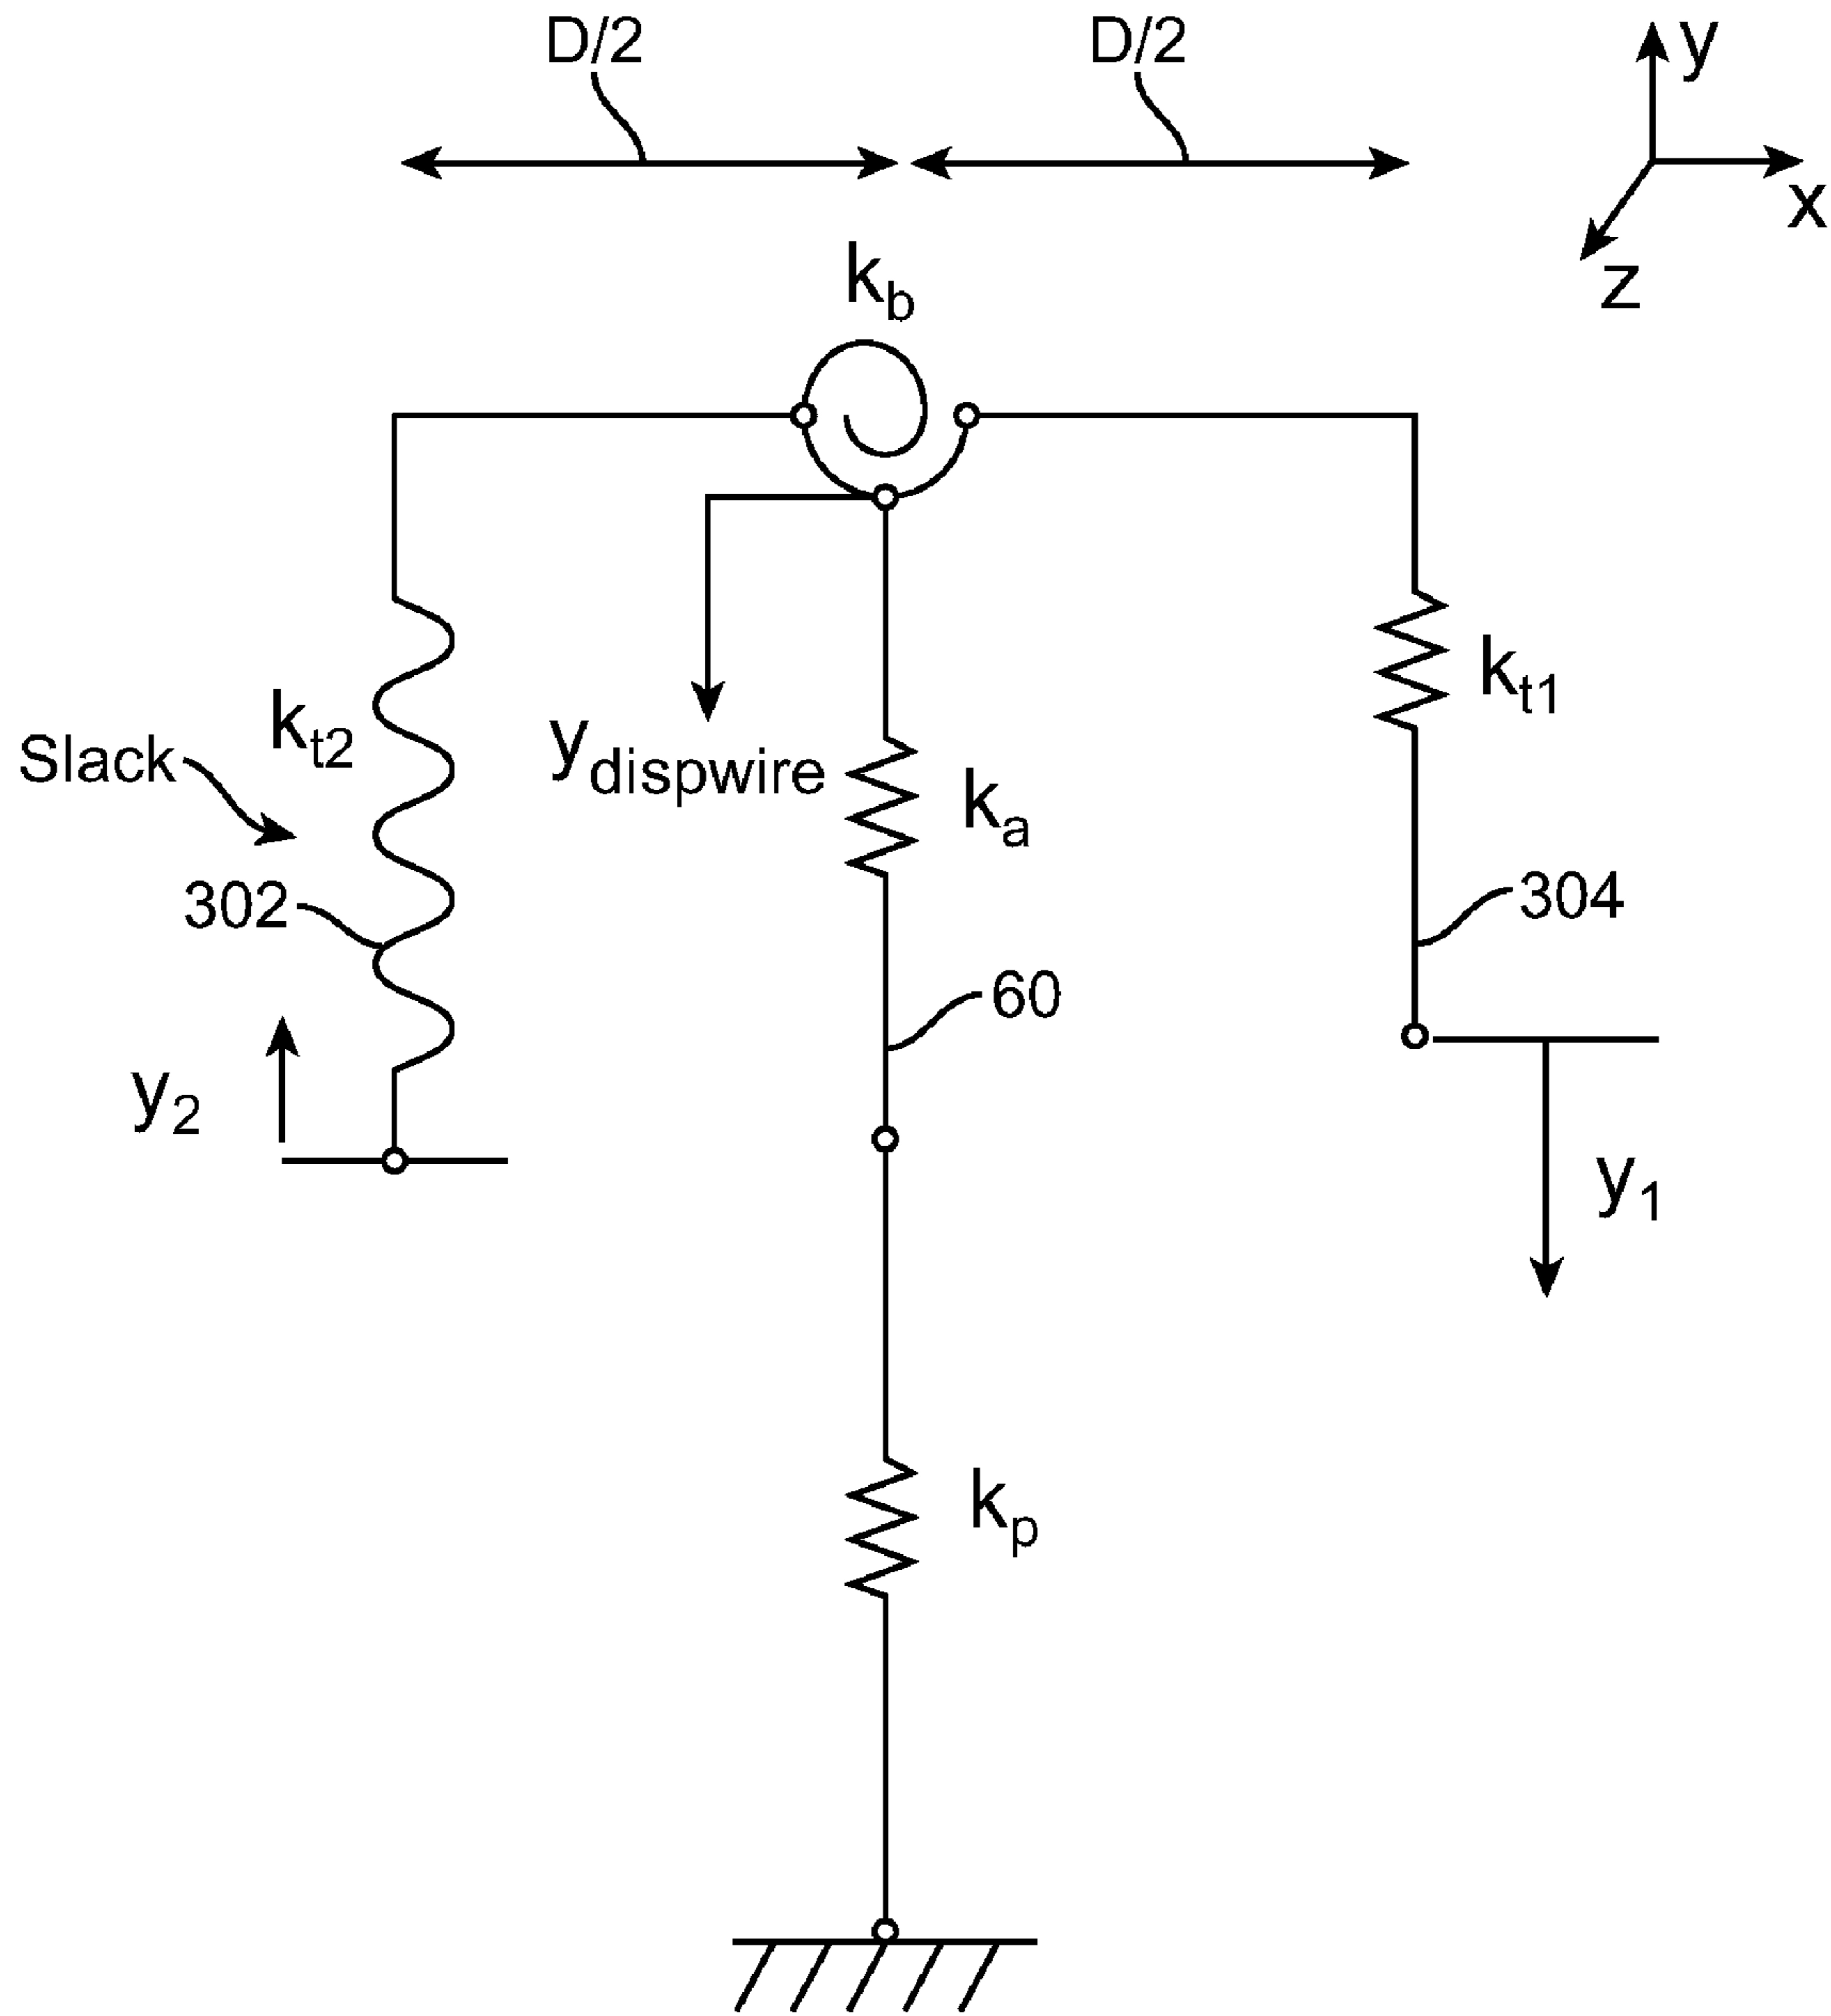 D/2 D/2
y
x
z
k_b
k_t2
k_t1
Slack
y_dispwire
k_a
302
304
60
y_2
y_1
k_p